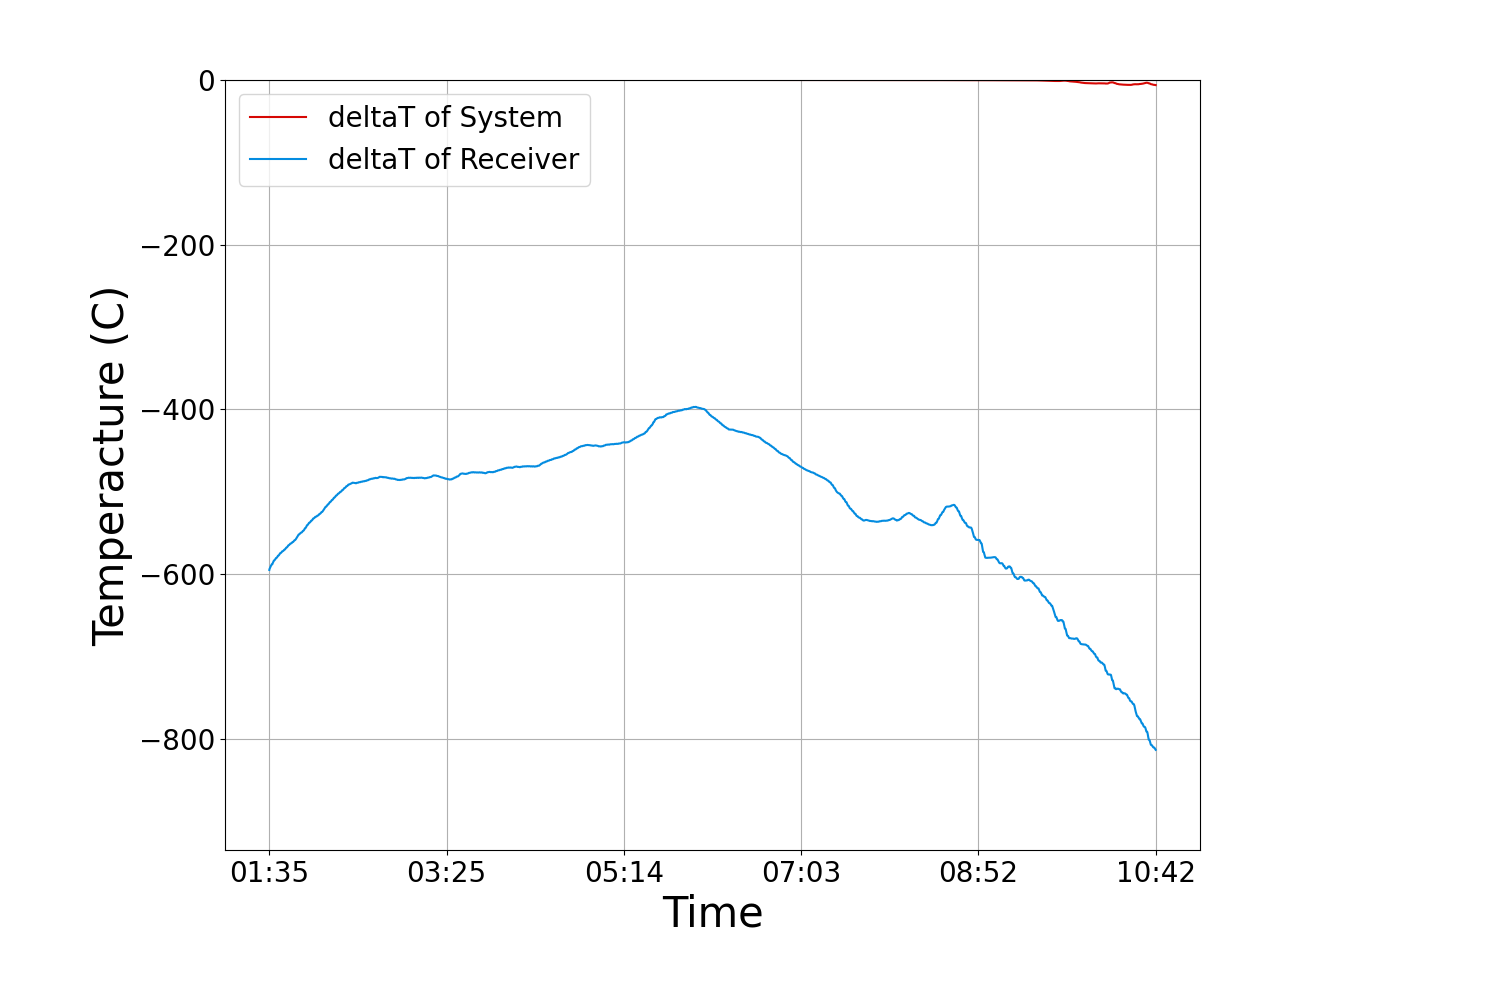 0
deltaT of System
deltaT of Receiver
−200
−400
−600
−800
Temperacture (C)
01:35 03:25 05:14 07:03 08:52 10:42
Time